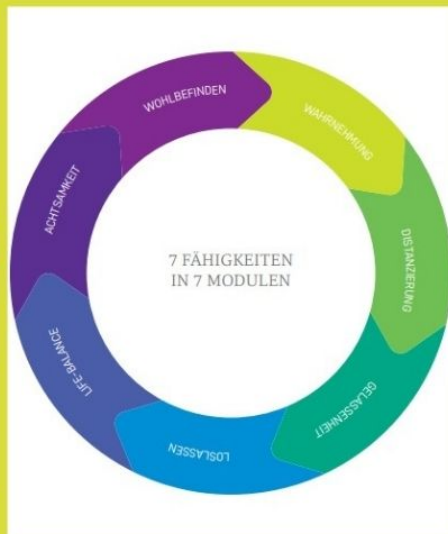 7 FÄHIGKEITEN
IN 7 MODULEN
WAHRNEHMUNG
DISTANZIERUNG
GELASSENHEIT
LOSLASSEN
LIFE-BALANCE
ACHTSAMKEIT
WOHLBEFINDEN